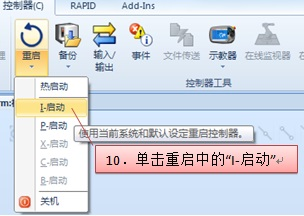 控制器(C) RAPID Add-Ins
重启 备份 输入/输出 事件 文件传送 示教器 在线监视器
控制器工具
热启动
I-启动
P-启动
使用当前系统和默认设定重启控制器。
X-启动
C-启动
B-启动
关机
10．单击重启中的“I-启动”